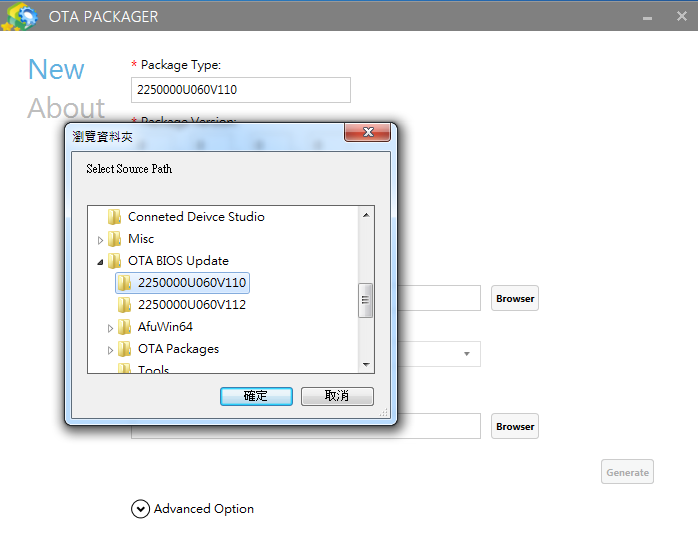 OTA PACKAGER
New
About
* Package Type:
2250000U060V110
* Package Version:
瀏覽資料夾
Select Source Path
Conneted Deivce Studio
Misc
OTA BIOS Update
2250000U060V110
2250000U060V112
AfuWin64
OTA Packages
Tools
確定
取消
Browser
Browser
Generate
Advanced Option